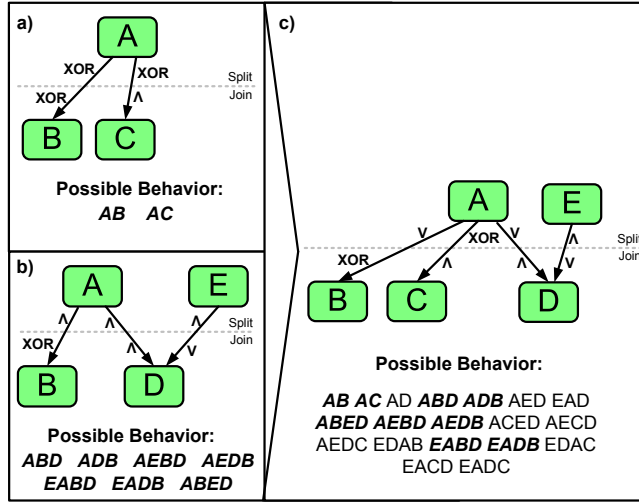 a)
A
XOR XOR
Split
Join
XOR ∧
B C
Possible Behavior:
AB AC
b)
A E
∧ ∧ ∧
Split
Join
XOR ∧ ∨
B D
Possible Behavior:
ABD ADB AEBD AEDB
EABD EADB ABED
c)
A E
∨ XOR ∨ ∧
Split
Join
XOR ∧ ∧ ∨
B C D
Possible Behavior:
AB AC AD ABD ADB AED EAD
ABED AEBD AEDB ACED AECD
AEDC EDAB EABD EADB EDAC
EACD EADC